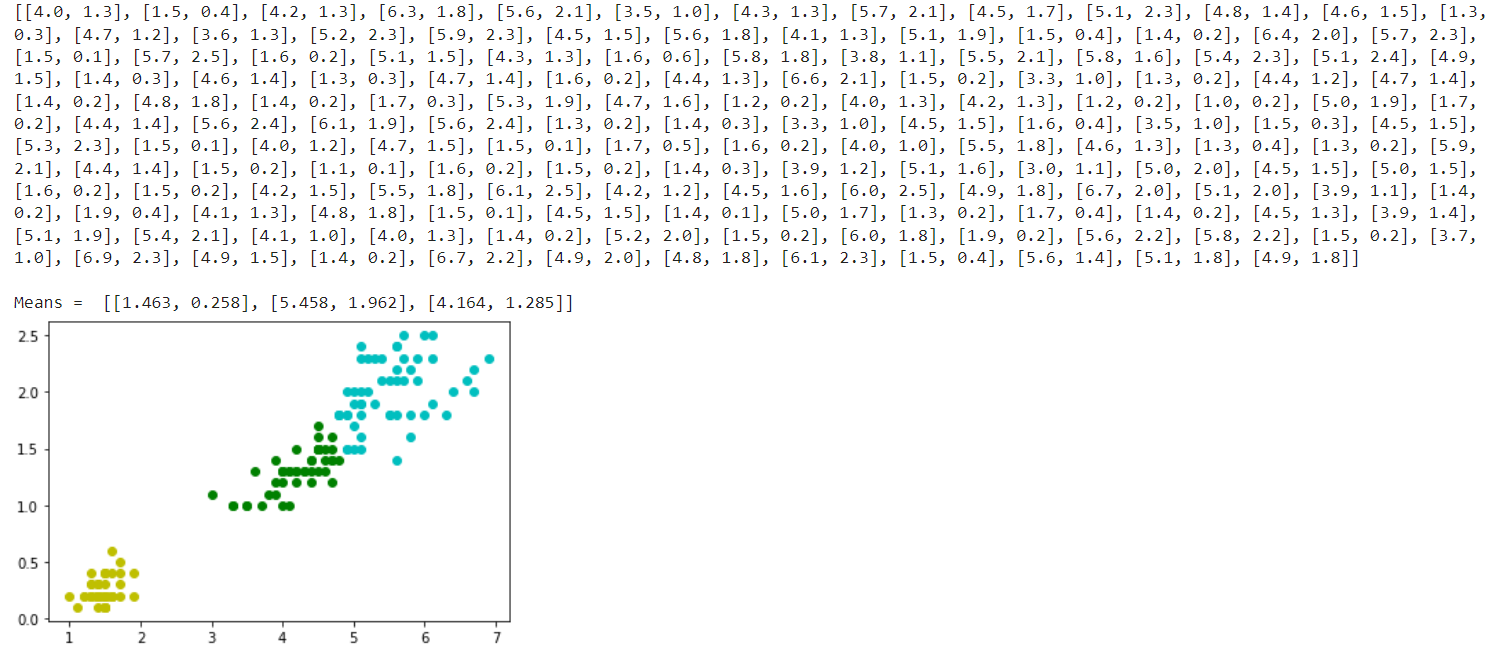 [[4.0, 1.3], [1.5, 0.4], [4.2, 1.3], [6.3, 1.8], [5.6, 2.1], [3.5, 1.0], [4.3, 1.3], [5.7, 2.1], [4.5, 1.7], [5.1, 2.3], [4.8, 1.4], [4.6, 1.5], [1.3,
0.3], [4.7, 1.2], [3.6, 1.3], [5.2, 2.3], [5.9, 2.3], [4.5, 1.5], [5.6, 1.8], [4.1, 1.3], [5.1, 1.9], [1.5, 0.4], [1.4, 0.2], [6.4, 2.0], [5.7, 2.3],
[1.5, 0.1], [5.7, 2.5], [1.6, 0.2], [5.1, 1.5], [4.3, 1.3], [1.6, 0.6], [5.8, 1.8], [3.8, 1.1], [5.5, 2.1], [5.8, 1.6], [5.4, 2.3], [5.1, 2.4], [4.9,
1.5], [1.4, 0.3], [4.6, 1.4], [1.3, 0.3], [4.7, 1.4], [1.6, 0.2], [4.4, 1.3], [6.6, 2.1], [1.5, 0.2], [3.3, 1.0], [1.3, 0.2], [4.4, 1.2], [4.7, 1.4],
[1.4, 0.2], [4.8, 1.8], [1.4, 0.2], [1.7, 0.3], [5.3, 1.9], [4.7, 1.6], [1.2, 0.2], [4.0, 1.3], [4.2, 1.3], [1.2, 0.2], [1.0, 0.2], [5.0, 1.9], [1.7,
0.2], [4.4, 1.4], [5.6, 2.4], [6.1, 1.9], [5.6, 2.4], [1.3, 0.2], [1.4, 0.3], [3.3, 1.0], [4.5, 1.5], [1.6, 0.4], [3.5, 1.0], [1.5, 0.3], [4.5, 1.5],
[5.3, 2.3], [1.5, 0.1], [4.0, 1.2], [4.7, 1.5], [1.5, 0.1], [1.7, 0.5], [1.6, 0.2], [4.0, 1.0], [5.5, 1.8], [4.6, 1.3], [1.3, 0.4], [1.3, 0.2], [5.9,
2.1], [4.4, 1.4], [1.5, 0.2], [1.1, 0.1], [1.6, 0.2], [1.5, 0.2], [1.4, 0.3], [3.9, 1.2], [5.1, 1.6], [3.0, 1.1], [5.0, 2.0], [4.5, 1.5], [5.0, 1.5],
[1.6, 0.2], [1.5, 0.2], [4.2, 1.5], [5.5, 1.8], [6.1, 2.5], [4.2, 1.2], [4.5, 1.6], [6.0, 2.5], [4.9, 1.8], [6.7, 2.0], [5.1, 2.0], [3.9, 1.1], [1.4,
0.2], [1.9, 0.4], [4.1, 1.3], [4.8, 1.8], [1.5, 0.1], [4.5, 1.5], [1.4, 0.1], [5.0, 1.7], [1.3, 0.2], [1.7, 0.4], [1.4, 0.2], [4.5, 1.3], [3.9, 1.4],
[5.1, 1.9], [5.4, 2.1], [4.1, 1.0], [4.0, 1.3], [1.4, 0.2], [5.2, 2.0], [1.5, 0.2], [6.0, 1.8], [1.9, 0.2], [5.6, 2.2], [5.8, 2.2], [1.5, 0.2], [3.7,
1.0], [6.9, 2.3], [4.9, 1.5], [1.4, 0.2], [6.7, 2.2], [4.9, 2.0], [4.8, 1.8], [6.1, 2.3], [1.5, 0.4], [5.6, 1.4], [5.1, 1.8], [4.9, 1.8]]
Means =  [[1.463, 0.258], [5.458, 1.962], [4.164, 1.285]]
2.5
2.0
1.5
1.0
0.5
0.0
1 2 3 4 5 6 7